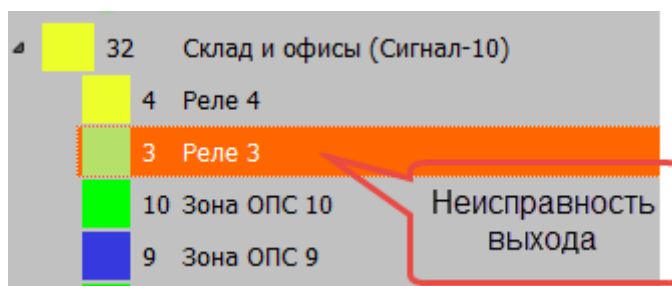 32 Склад и офисы (Сигнал-10)
4 Реле 4
3 Реле 3
10 Зона ОПС 10
9 Зона ОПС 9
Неисправность
выхода